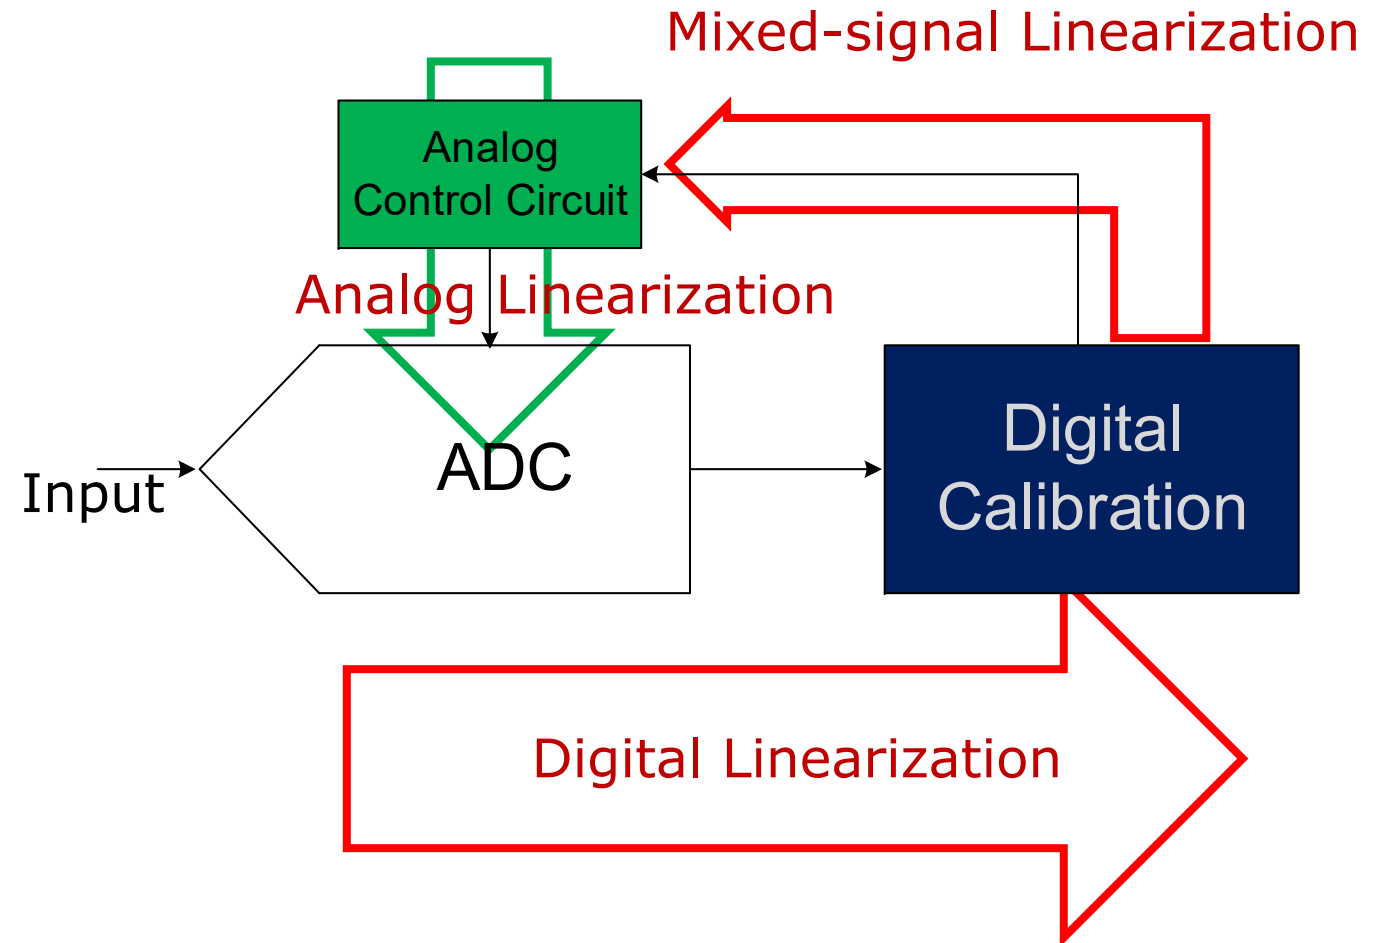 Mixed-signal Linearization
Analog
Control Circuit
Analog Linearization
Input
ADC
Digital
Calibration
Digital Linearization